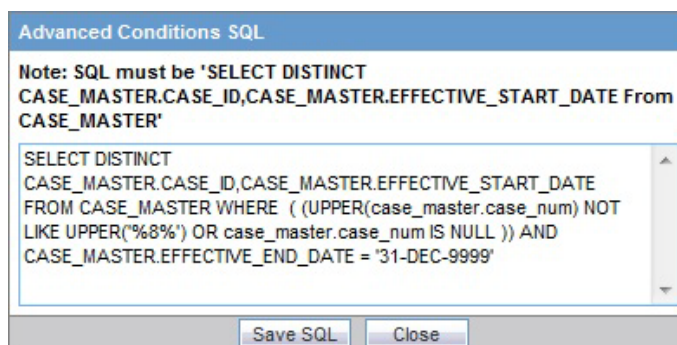 Advanced Conditions SQL
Note: SQL must be 'SELECT DISTINCT
CASE_MASTER.CASE_ID,CASE_MASTER.EFFECTIVE_START_DATE From
CASE_MASTER'
SELECT DISTINCT
CASE_MASTER.CASE_ID,CASE_MASTER.EFFECTIVE_START_DATE
FROM CASE_MASTER WHERE  ( (UPPER(case_master.case_num) NOT
LIKE UPPER('%8%') OR case_master.case_num IS NULL )) AND
CASE_MASTER.EFFECTIVE_END_DATE = '31-DEC-9999'
Save SQL Close